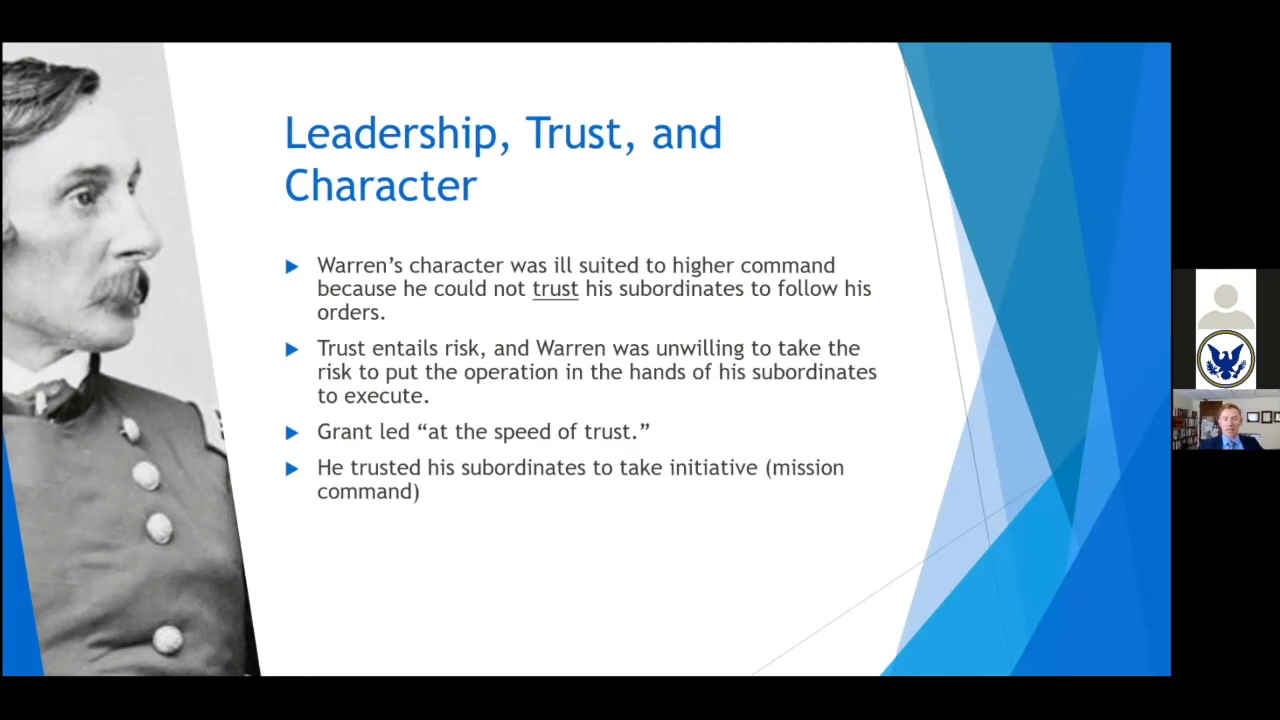 Leadership, Trust, and
Character
Warren’s character was ill suited to higher command
because he could not trust his subordinates to follow his
orders.
Trust entails risk, and Warren was unwilling to take the
risk to put the operation in the hands of his subordinates
to execute.
Grant led “at the speed of trust.”
He trusted his subordinates to take initiative (mission
command)